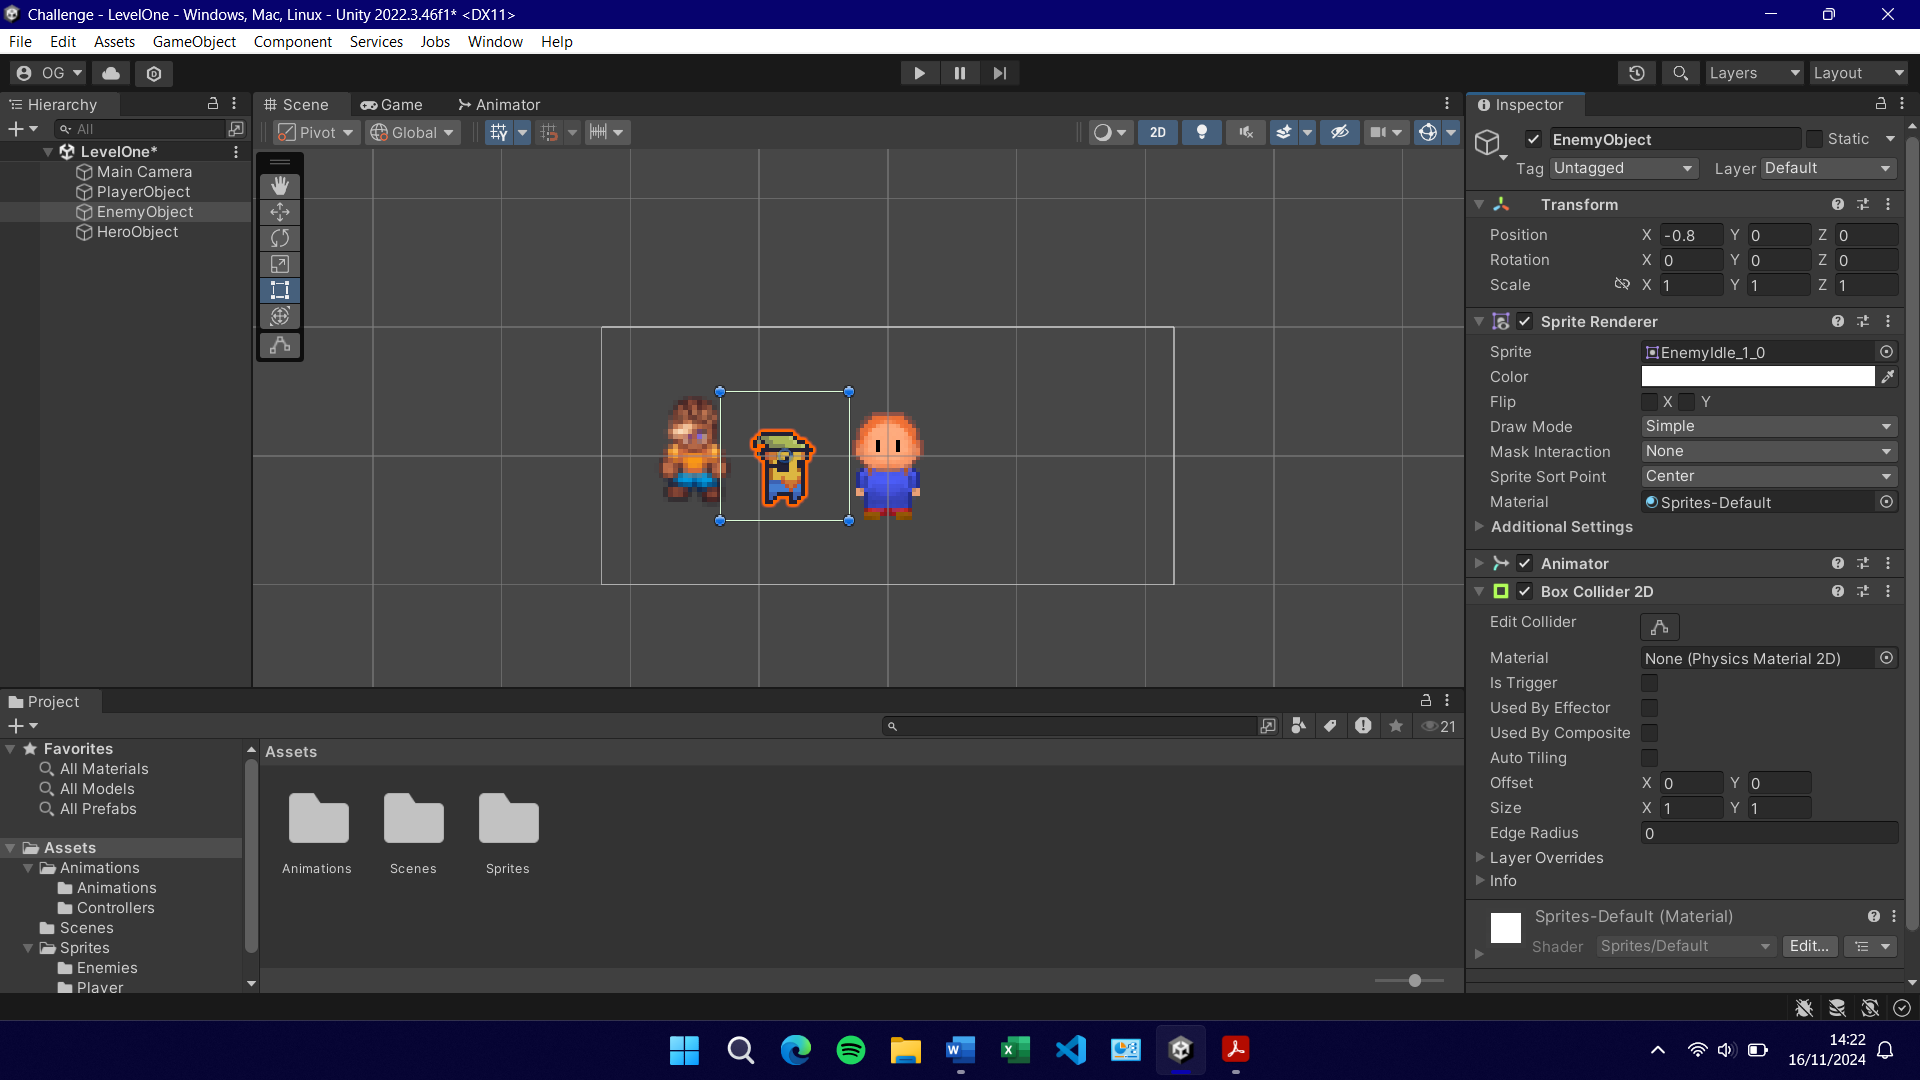 Challenge - LevelOne - Windows, Mac, Linux - Unity 2022.3.46f1* <DX11>
File Edit Assets GameObject Component Services Jobs Window Help
OG Layers Layout
Hierarchy
All
LevelOne*
Main Camera
PlayerObject
EnemyObject
HeroObject
Scene Game Animator
Pivot Global 2D
Inspector
EnemyObject Static
Tag Untagged Layer Default
Transform
Position X -0.8 Y 0 Z 0
Rotation X 0 Y 0 Z 0
Scale X 1 Y 1 Z 1
Sprite Renderer
Sprite EnemyIdle_1_0
Color
Flip X Y
Draw Mode Simple
Mask Interaction None
Sprite Sort Point Center
Material Sprites-Default
Additional Settings
Animator
Box Collider 2D
Edit Collider
Material None (Physics Material 2D)
Is Trigger
Used By Effector
Used By Composite
Auto Tiling
Offset X 0 Y 0
Size X 1 Y 1
Edge Radius 0
Layer Overrides
Info
Sprites-Default (Material)
Shader Sprites/Default Edit...
Project
21
Favorites
All Materials
All Models
All Prefabs
Assets
Animations
Animations
Controllers
Scenes
Sprites
Enemies
Player
Assets
Animations Scenes Sprites
14:22
16/11/2024